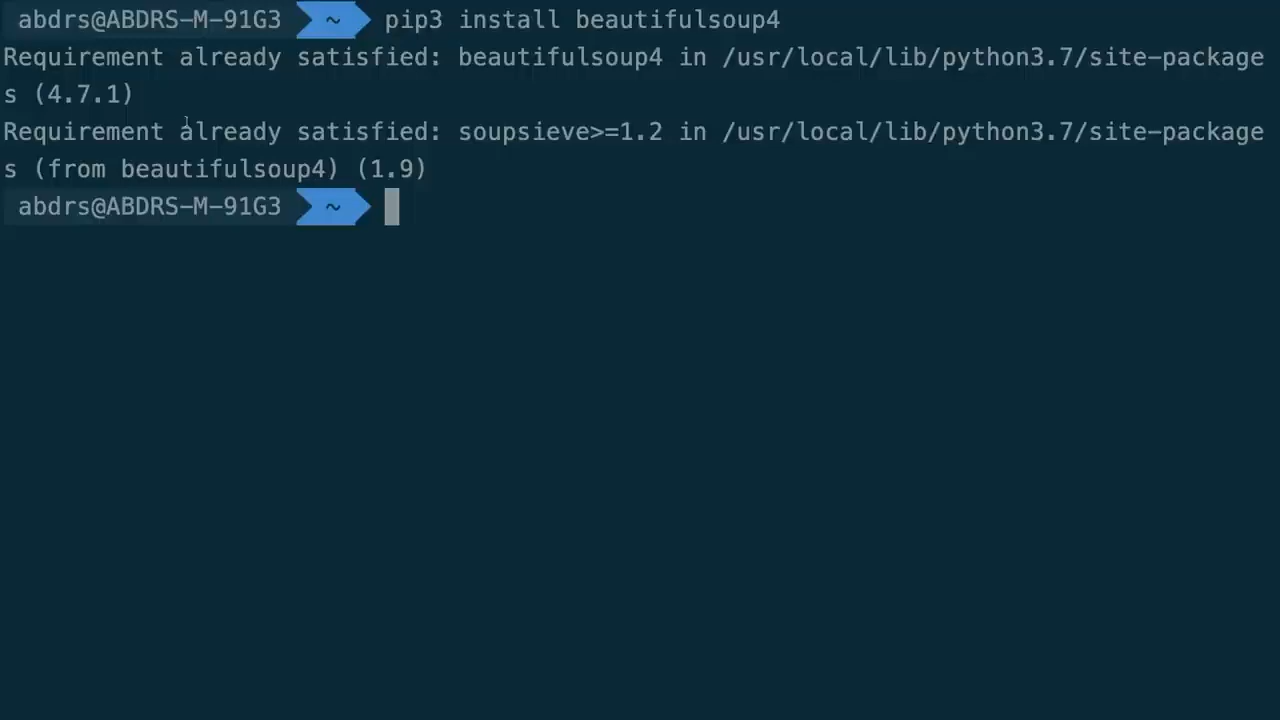 abdrs@ABDRS-M-91G3 ~ pip3 install beautifulsoup4
Requirement already satisfied: beautifulsoup4 in /usr/local/lib/python3.7/site-package
s (4.7.1)
Requirement already satisfied: soupsieve>=1.2 in /usr/local/lib/python3.7/site-package
s (from beautifulsoup4) (1.9)
abdrs@ABDRS-M-91G3 ~